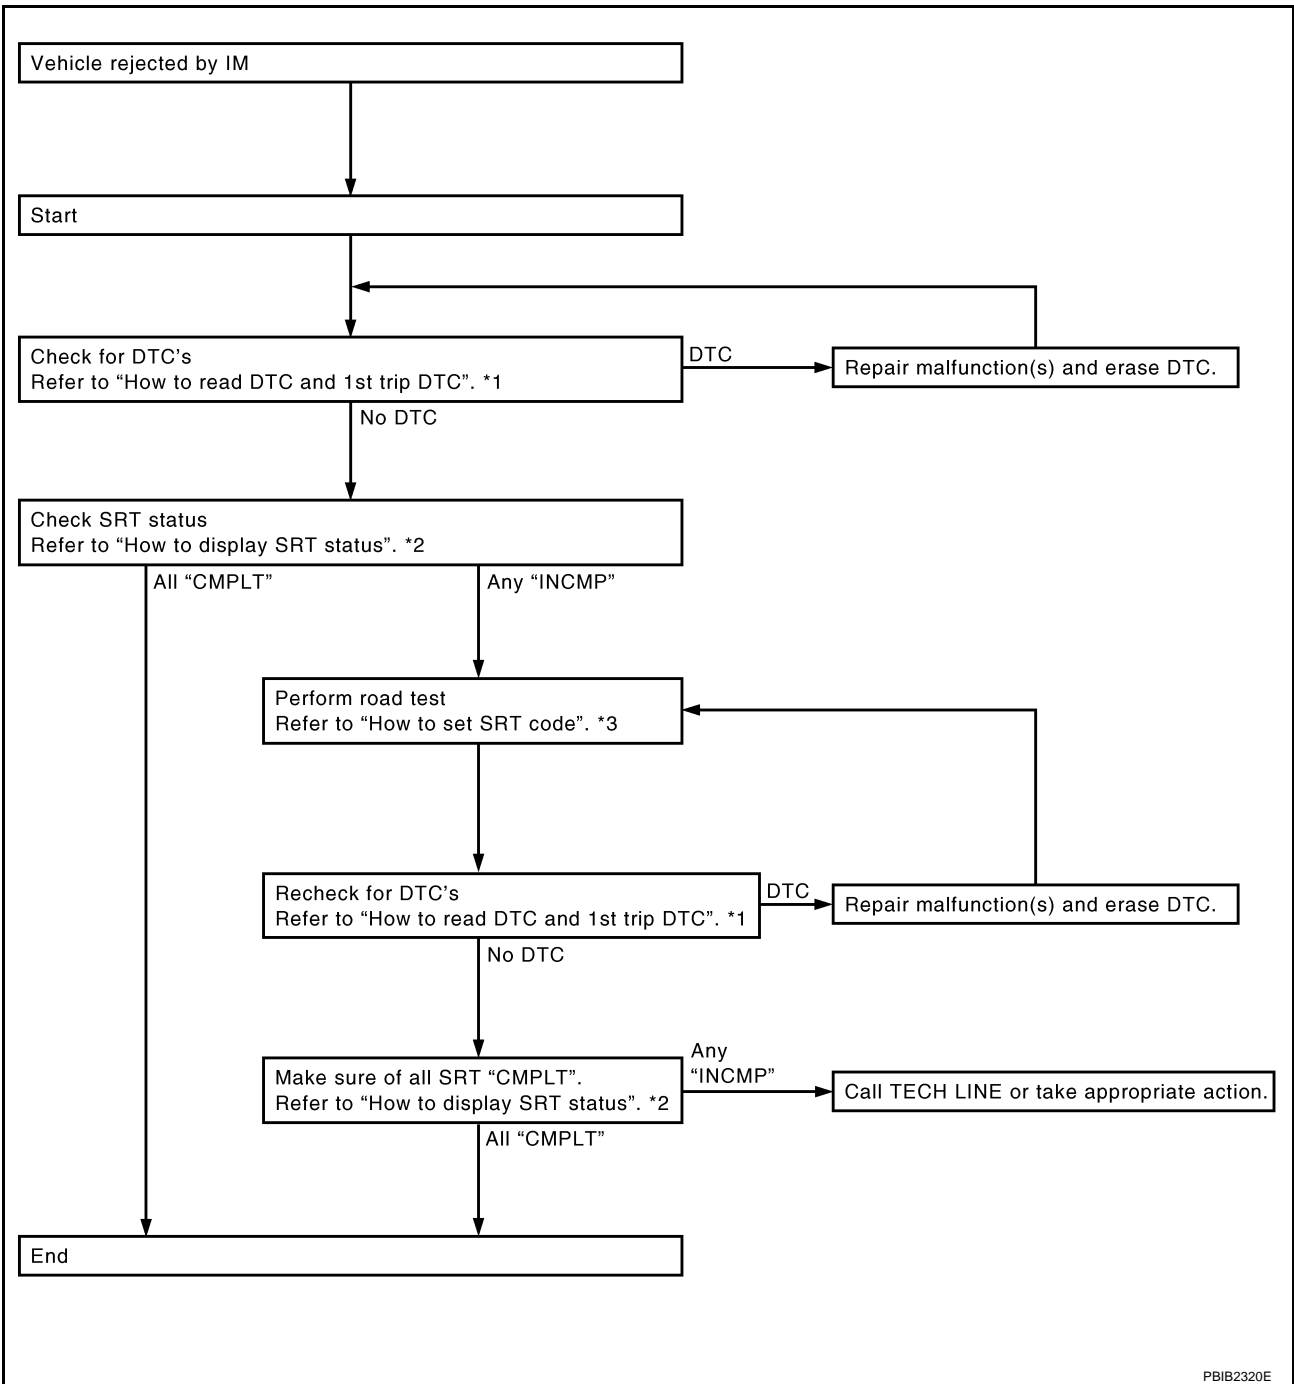 Vehicle rejected by IM
Start
Check for DTC's
Refer to “How to read DTC and 1st trip DTC”. *1
DTC
Repair malfunction(s) and erase DTC.
No DTC
Check SRT status
Refer to “How to display SRT status”. *2
All “CMPLT”
Any “INCMP”
Perform road test
Refer to “How to set SRT code”. *3
Recheck for DTC's
Refer to “How to read DTC and 1st trip DTC”. *1
DTC
Repair malfunction(s) and erase DTC.
No DTC
Make sure of all SRT “CMPLT”.
Refer to “How to display SRT status”. *2
Any
“INCMP”
Call TECH LINE or take appropriate action.
All “CMPLT”
End
PBIB2320E